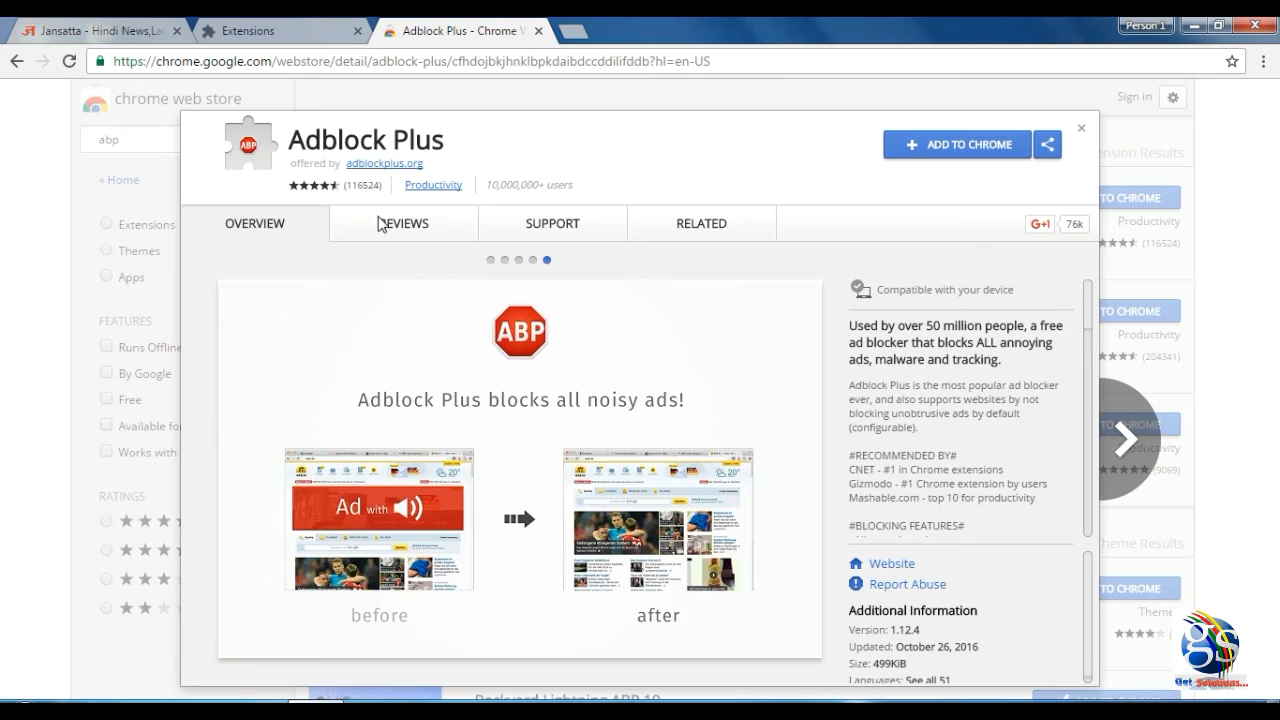 Jansatta - Hindi News,La
Extensions
Adblock Plus - Chrome V
Person 1
https://chrome.google.com/webstore/detail/adblock-plus/cfhdojbkjhnklbpkdaibdccddilifddb?hl=en-US
chrome web store
Sign in
abp
Adblock Plus
offered by adblockplus.org
(116524)
Productivity
10,000,000+ users
+ ADD TO CHROME
« Home
OVERVIEW
REVIEWS
SUPPORT
RELATED
G+1
76k
Extensions
Themes
Apps
FEATURES
Runs Offline
By Google
Free
Available fo
Works with
RATINGS
ABP
ABP
Adblock Plus blocks all noisy ads!
Ad with
before
after
20°
20°
Compatible with your device
Used by over 50 million people, a free
ad blocker that blocks ALL annoying
ads, malware and tracking.
Adblock Plus is the most popular ad blocker
ever, and also supports websites by not
blocking unobtrusive ads by default
(configurable).
#RECOMMENDED BY#
CNET - #1 in Chrome extensions
Gizmodo - #1 Chrome extension by users
Mashable.com - top 10 for productivity
#BLOCKING FEATURES#
Website
Report Abuse
Additional Information
Version: 1.12.4
Updated: October 26, 2016
Size: 499KiB
Languages: See all 51
ension Results
TO CHROME
Productivity
(116524)
TO CHROME
Productivity
(204341)
TO CHROME
Productivity
(9069)
heme Results
TO CHROME
Theme
gs
Get Solutions...